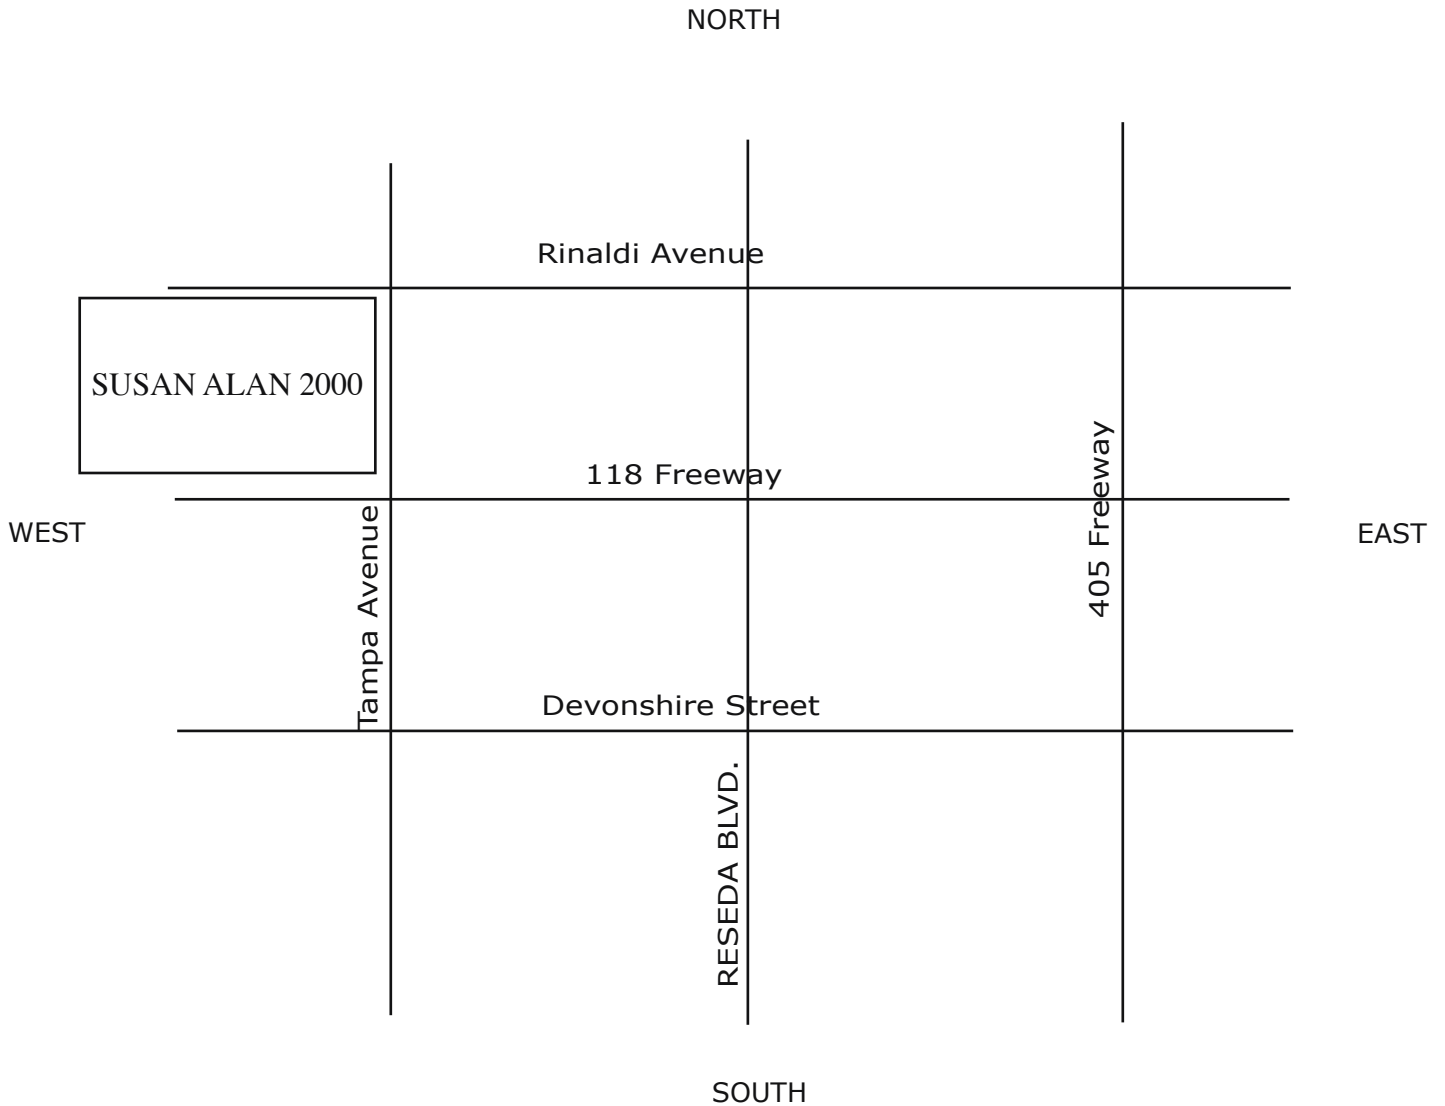 NORTH
Rinaldi Avenue
SUSAN ALAN 2000
118 Freeway
405 Freeway
WEST
EAST
Tampa Avenue
Devonshire Street
RESEDA BLVD.
SOUTH